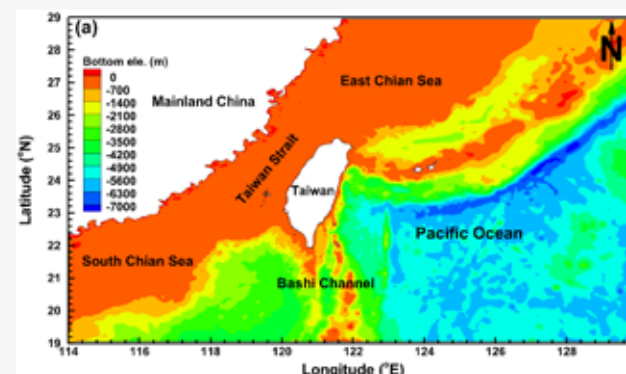 (a)
N
Bottom ele. (m)
0
-700
-1400
-2100
-2800
-3500
-4200
-4900
-5600
-6300
-7000
Mainland China
East Chian Sea
Taiwan Strait
Taiwan
Pacific Ocean
South Chian Sea
Bashi Channel
29
28
27
26
25
24
23
22
21
20
19
Latitude (°N)
114 116 118 120 122 124 126 128
Longitude (°E)